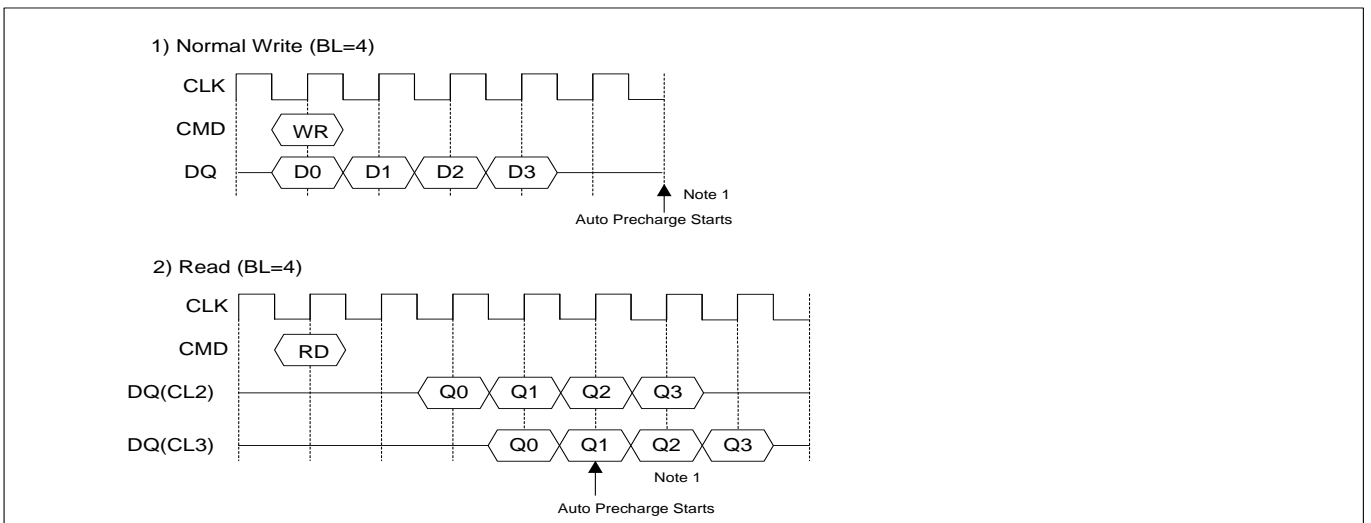 1) Normal Write (BL=4)
CLK
CMD WR
DQ D0 D1 D2 D3
Note 1
Auto Precharge Starts
2) Read (BL=4)
CLK
CMD RD
DQ(CL2) Q0 Q1 Q2 Q3
DQ(CL3) Q0 Q1 Q2 Q3
Note 1
Auto Precharge Starts